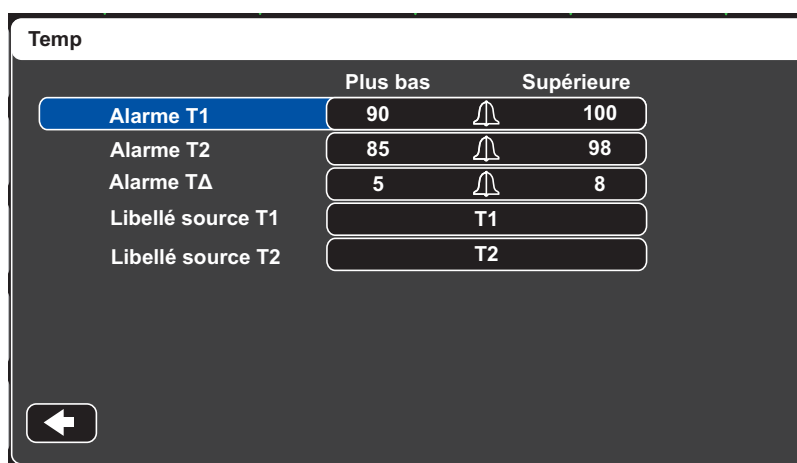 Temp
Plus bas Supérieure
Alarme T1 90 100
Alarme T2 85 98
Alarme TΔ 5 8
Libellé source T1 T1
Libellé source T2 T2